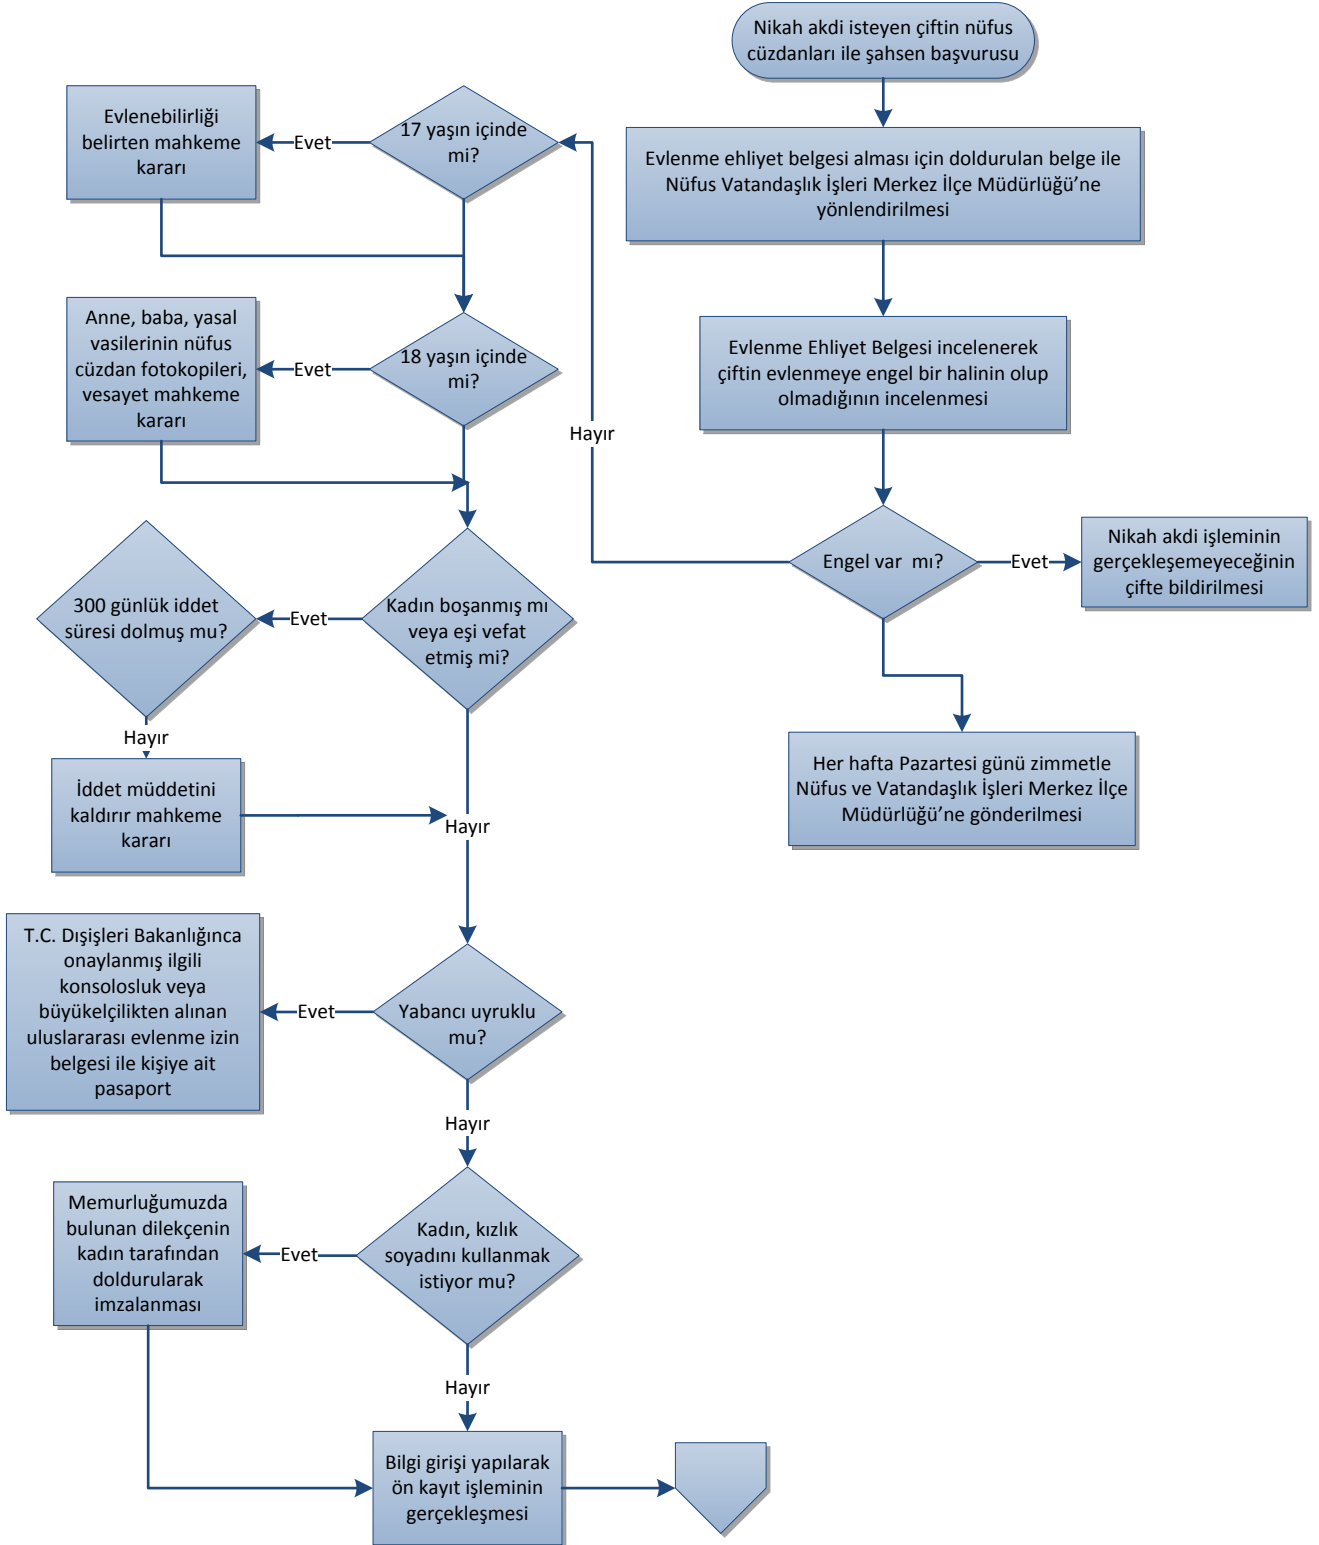 Nikah akdi isteyen çiftin nüfus
cüzdanları ile şahsen başvurusu
Evlenme ehliyet belgesi alması için doldurulan belge ile
Nüfus Vatandaşlık İşleri Merkez İlçe Müdürlüğü’ne
yönlendirilmesi
Evlenme Ehliyet Belgesi incelenerek
çiftin evlenmeye engel bir halinin olup
olmadığının incelenmesi
Engel var mı?
Evet
Nikah akdi işleminin
gerçekleşemeyeceğinin
çifte bildirilmesi
Her hafta Pazartesi günü zimmetle
Nüfus ve Vatandaşlık İşleri Merkez İlçe
Müdürlüğü’ne gönderilmesi
Hayır
17 yaşın içinde
mi?
Evet
Evlenebilirliği
belirten mahkeme
kararı
18 yaşın içinde
mi?
Evet
Anne, baba, yasal
vasilerinin nüfus
cüzdan fotokopileri,
vesayet mahkeme
kararı
Kadın boşanmış mı
veya eşi vefat
etmiş mi?
Evet
300 günlük iddet
süresi dolmuş mu?
Hayır
İddet müddetini
kaldırır mahkeme
kararı
Hayır
Yabancı uyruklu
mu?
Evet
T.C. Dışişleri Bakanlığınca
onaylanmış ilgili
konsolosluk veya
büyükelçilikten alınan
uluslararası evlenme izin
belgesi ile kişiye ait
pasaport
Hayır
Kadın, kızlık
soyadını kullanmak
istiyor mu?
Evet
Memurluğumuzda
bulunan dilekçenin
kadın tarafından
doldurularak
imzalanması
Hayır
Bilgi girişi yapılarak
ön kayıt işleminin
gerçekleşmesi